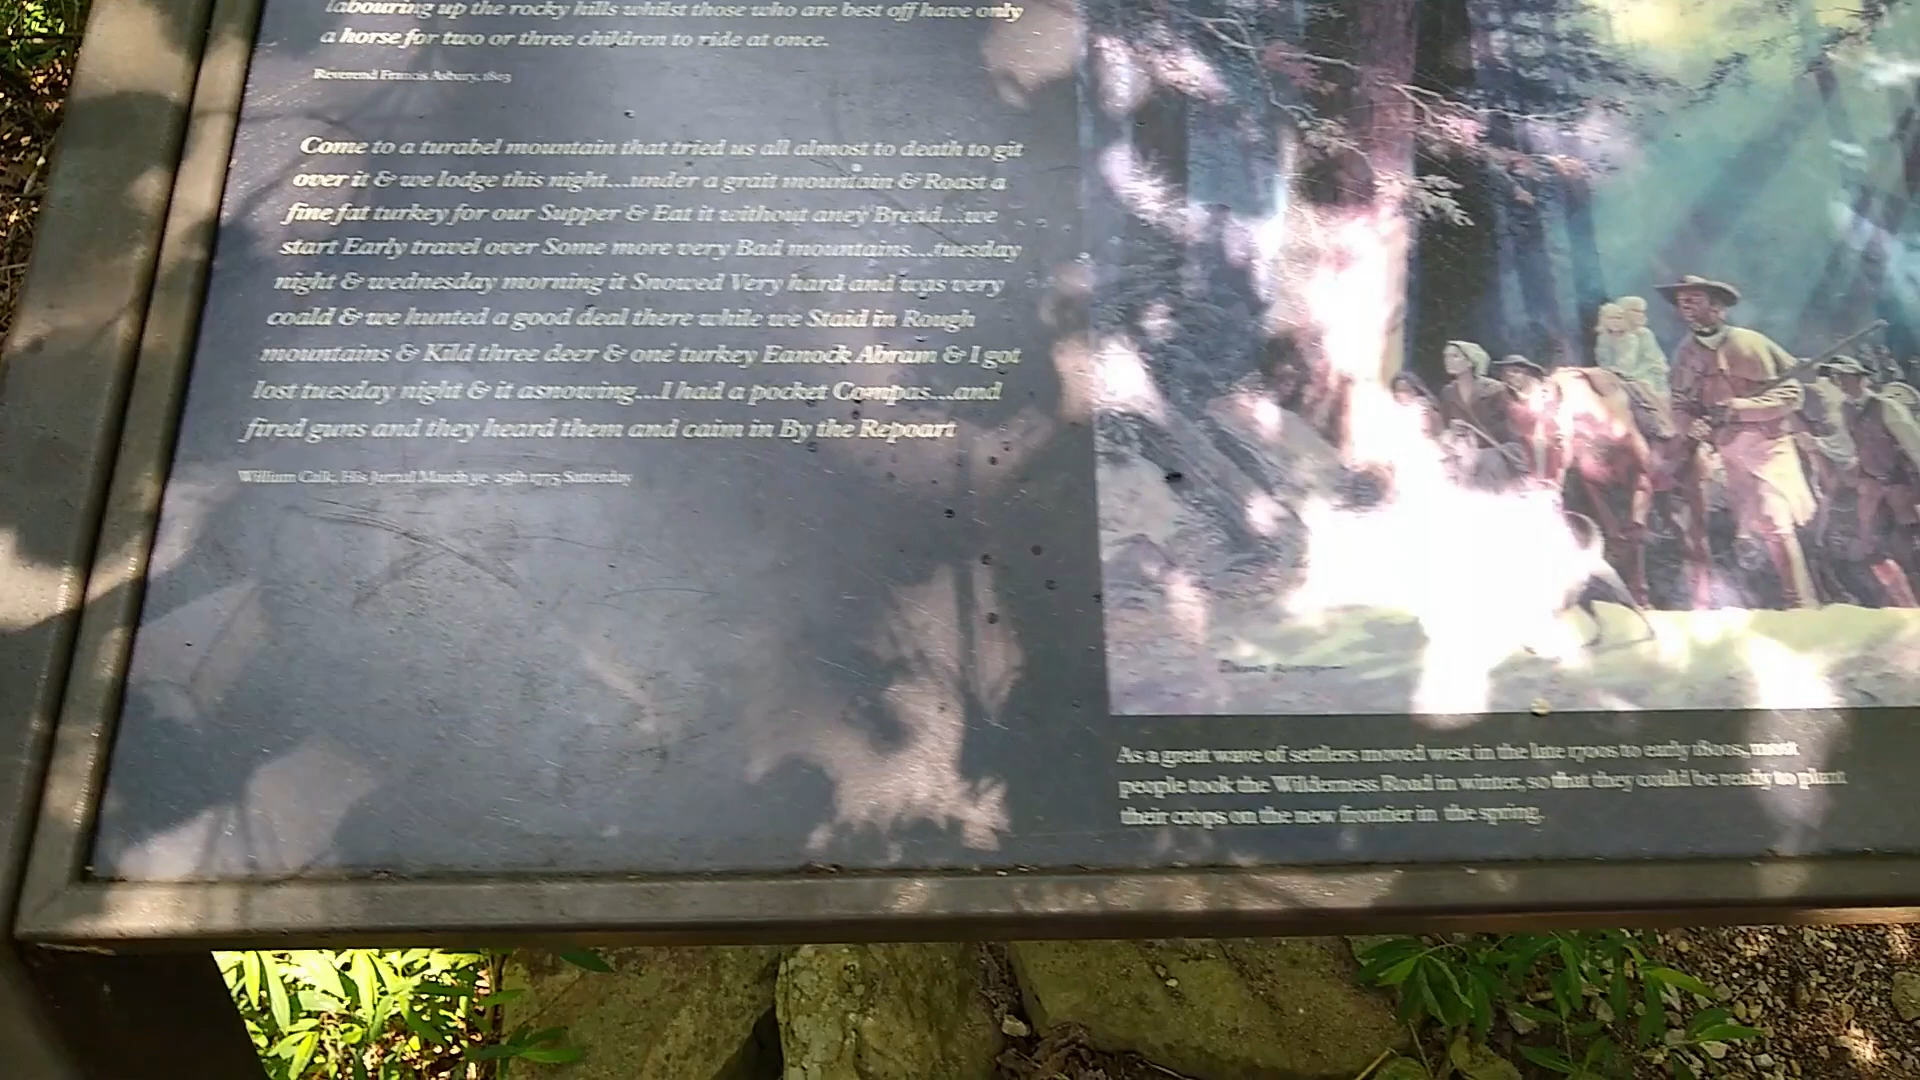 labouring up the rocky hills whilst those who are best off have only
a horse for two or three children to ride at once.
Reverend Francis Asbury, 1803
Come to a turabel mountain that tried us all almost to death to git
over it & we lodge this night...under a grait mountain & Roast a
fine fat turkey for our Supper & Eat it without aney Bread...we
start Early travel over Some more very Bad mountains...tuesday
night & wednesday morning it Snowed Very hard and was very
coald & we hunted a good deal there while we Staid in Rough
mountains & Kild three deer & one turkey Eanock Abram & I got
lost tuesday night & it asnowing...I had a pocket Compas...and
fired guns and they heard them and caim in By the Repoart
William Calk, His Jurnal March ye 25th 1775 Saterday
As a great wave of settlers moved west in the late 1700s to early 1800s, most
people took the Wilderness Road in winter, so that they could be ready to plant
their crops on the new frontier in the spring.